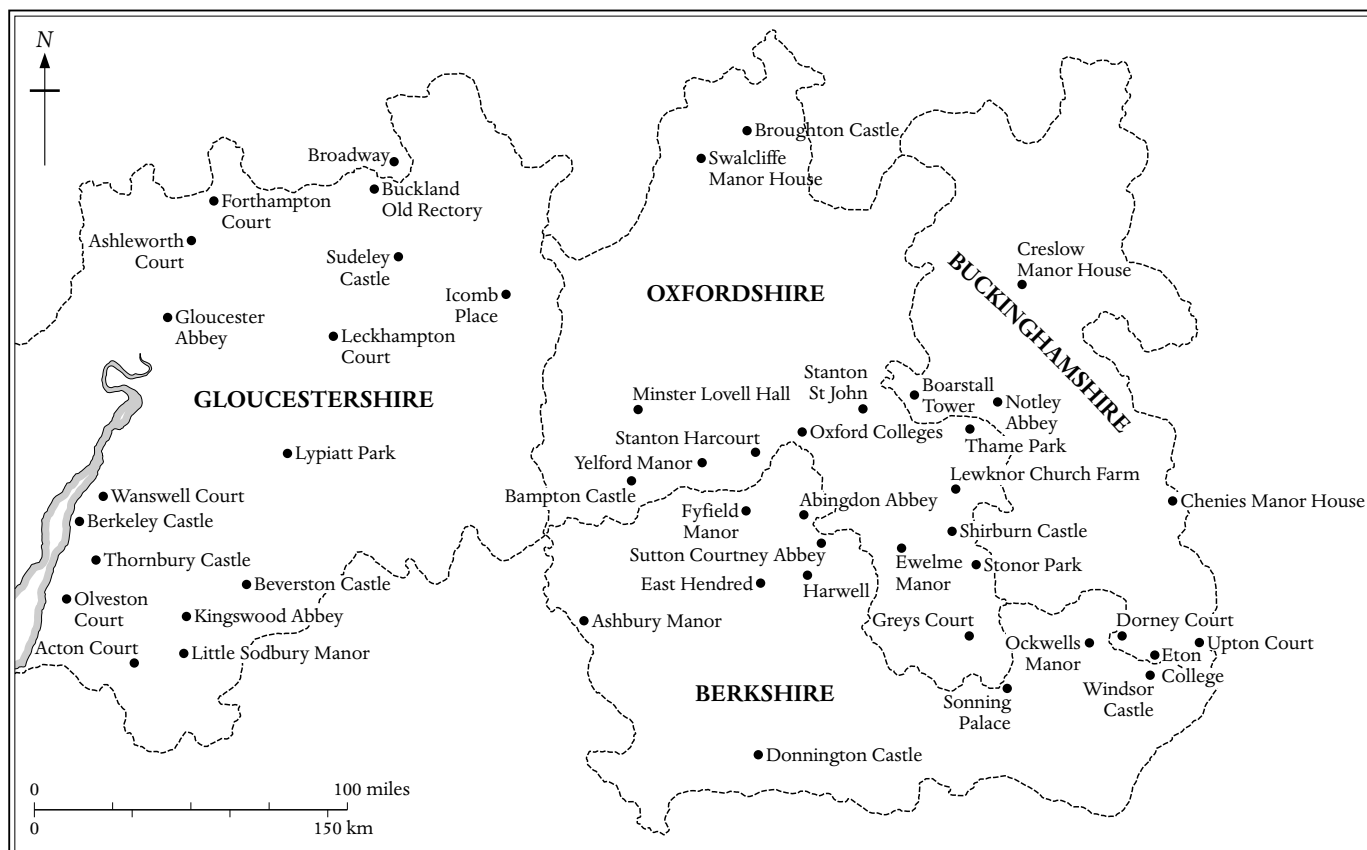 N
Broadway
Buckland
Old Rectory
Forthampton
Court
Ashleworth
Court
Sudeley
Castle
Icomb
Place
Gloucester
Abbey
Leckhampton
Court
GLOUCESTERSHIRE
Lypiatt Park
Wanswell Court
Berkeley Castle
Thornbury Castle
Beverston Castle
Olveston
Court
Kingswood Abbey
Acton Court
Little Sodbury Manor
Broughton Castle
Swalcliffe
Manor House
OXFORDSHIRE
Minster Lovell Hall
Stanton
St John
Oxford Colleges
Stanton Harcourt
Yelford Manor
Bampton Castle
Creslow
Manor House
BUCKINGHAMSHIRE
Boarstall
Tower
Notley
Abbey
Thame Park
Lewknor Church Farm
Chenies Manor House
Abingdon Abbey
Fyfield
Manor
Shirburn Castle
Sutton Courtney Abbey
Ewelme
Manor
Stonor Park
East Hendred
Harwell
Ashbury Manor
Greys Court
Ockwells
Manor
Dorney Court
Upton Court
Eton
College
Windsor
Castle
Sonning
Palace
BERKSHIRE
Donnington Castle
0 100 miles
0 150 km